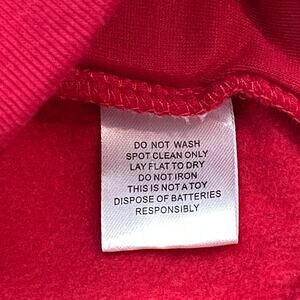 DO NOT WASH
SPOT CLEAN ONLY
LAY FLAT TO DRY
DO NOT IRON
THIS IS NOT A TOY
DISPOSE OF BATTERIES
RESPONSIBLY